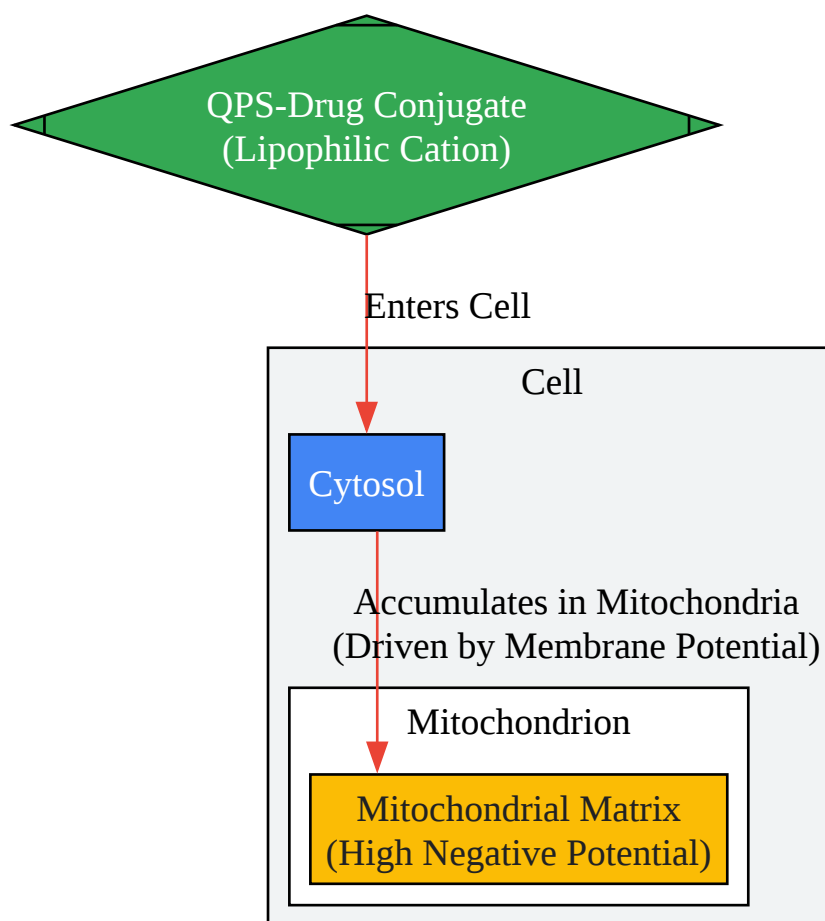 QPS-Drug Conjugate
(Lipophilic Cation)
Enters Cell
Cell
Cytosol
Accumulates in Mitochondria
(Driven by Membrane Potential)
Mitochondrion
Mitochondrial Matrix
(High Negative Potential)